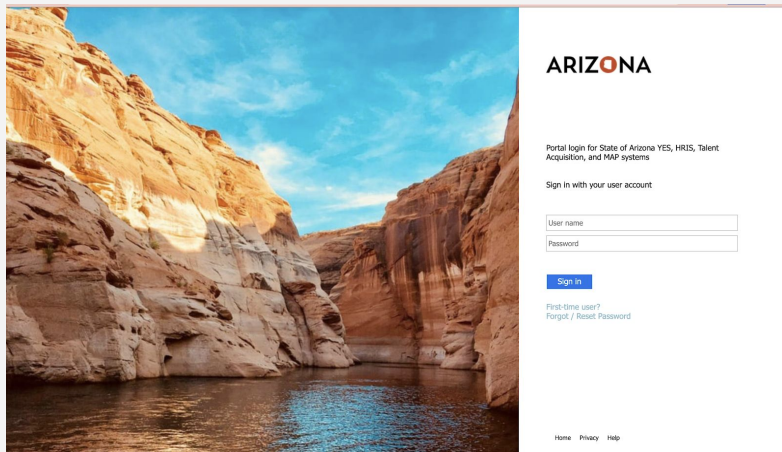 ARIZONA
Portal login for State of Arizona YES, HRIS, Talent
Acquisition, and MAP systems
Sign in with your user account
User name
Password
Sign in
First-time user?
Forgot / Reset Password
Home Privacy Help